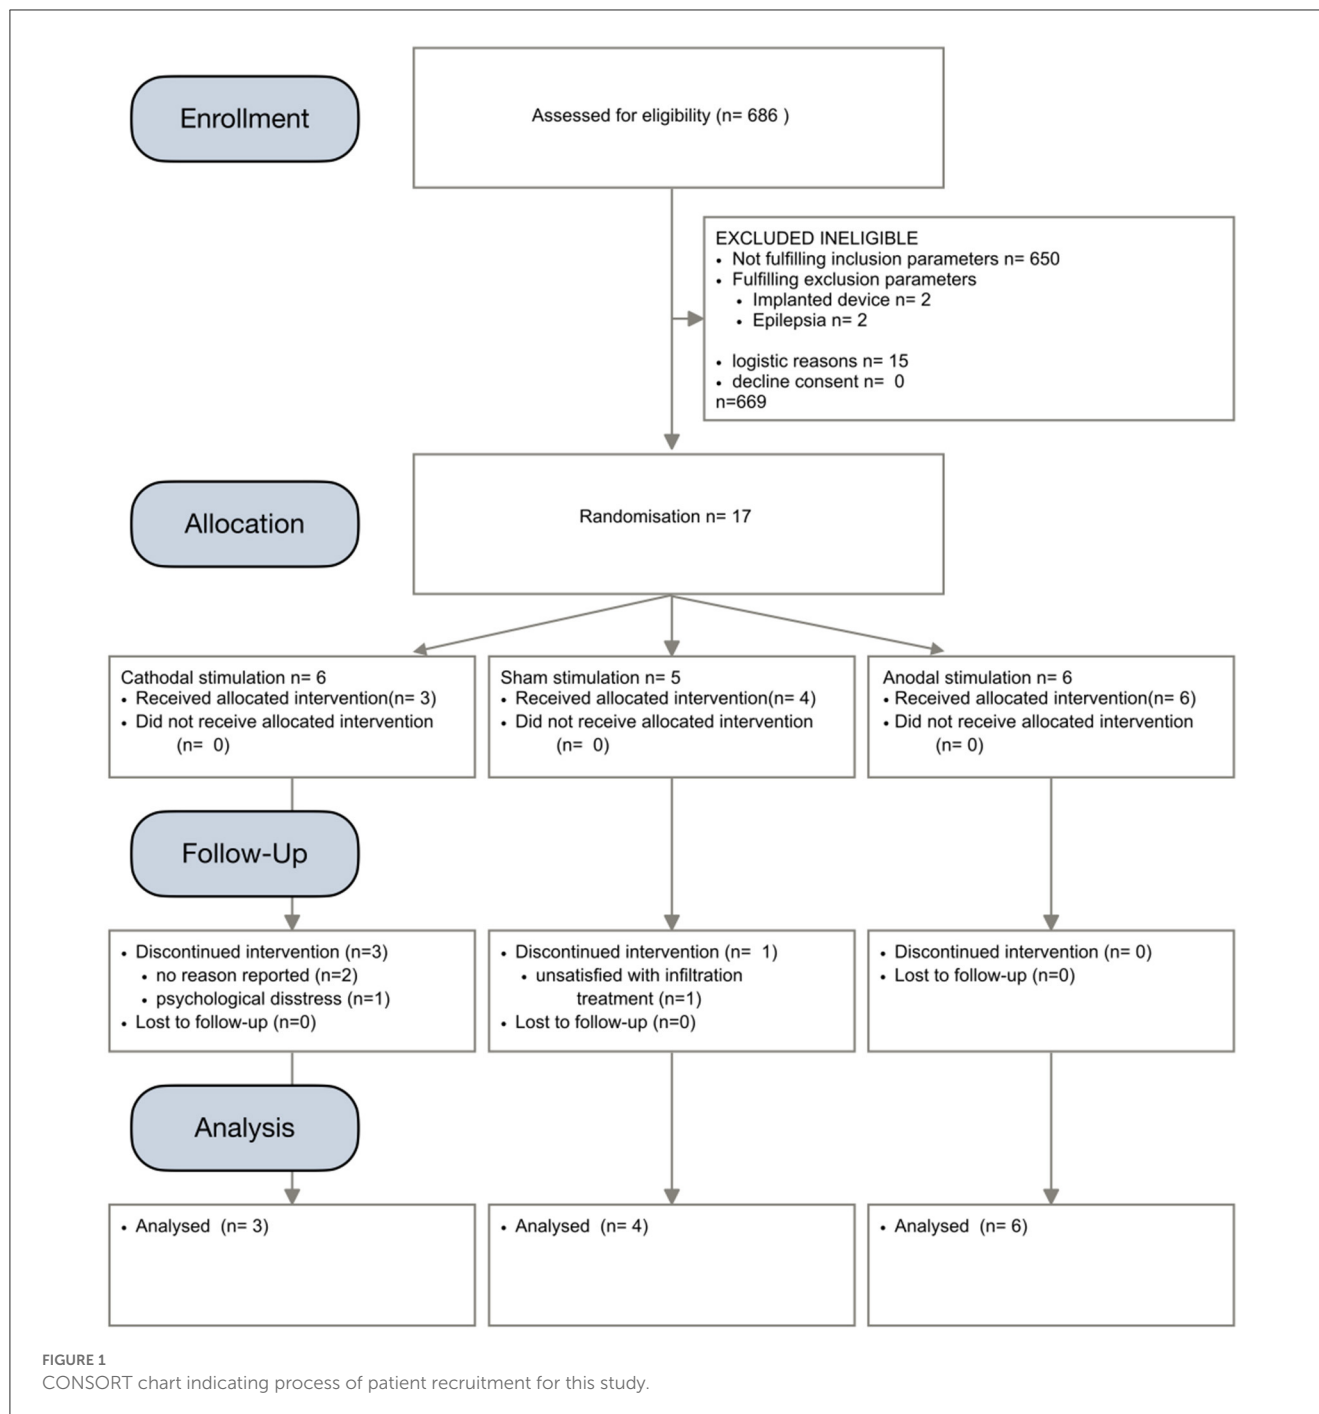 Enrollment
Assessed for eligibility (n= 686 )
EXCLUDED INELIGIBLE
• Not fulfilling inclusion parameters n= 650
• Fulfilling exclusion parameters
• Implanted device n= 2
• Epilepsia n= 2
• logistic reasons n= 15
• decline consent n= 0
n=669
Allocation
Randomisation n= 17
Cathodal stimulation n= 6
• Received allocated intervention(n= 3)
• Did not receive allocated intervention
(n= 0)
Sham stimulation n= 5
• Received allocated intervention(n= 4)
• Did not receive allocated intervention
(n= 0)
Anodal stimulation n= 6
• Received allocated intervention(n= 6)
• Did not receive allocated intervention
(n= 0)
Follow-Up
• Discontinued intervention (n=3)
• no reason reported (n=2)
• psychological disstress (n=1)
• Lost to follow-up (n=0)
• Discontinued intervention (n= 1)
• unsatisfied with infiltration
treatment (n=1)
• Lost to follow-up (n=0)
• Discontinued intervention (n= 0)
• Lost to follow-up (n=0)
Analysis
• Analysed (n= 3)
• Analysed (n= 4)
• Analysed (n= 6)
FIGURE 1
CONSORT chart indicating process of patient recruitment for this study.